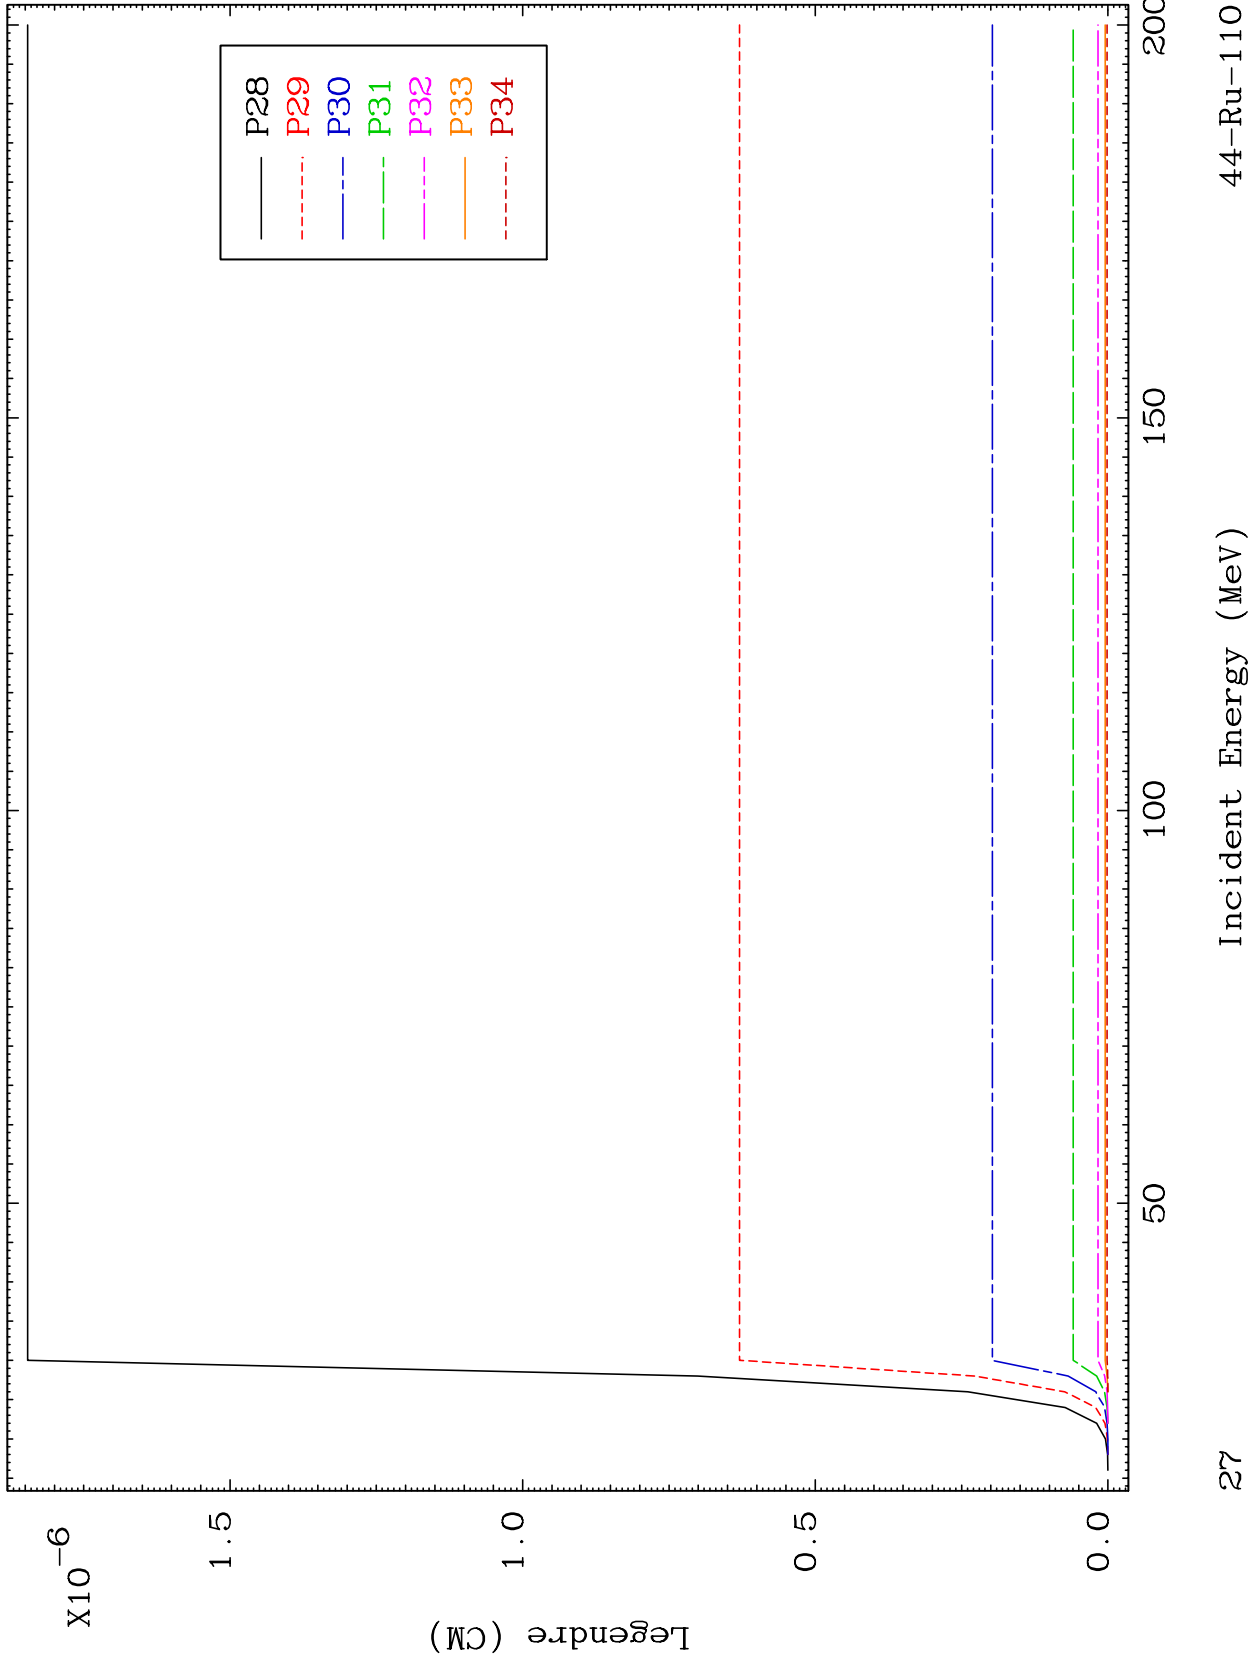 X10⁻⁶
1.5
1.0
0.5
0.0
Legendre (CM)
P28
P29
P30
P31
P32
P33
P34
50
100
150
200
27
Incident Energy (MeV)
44-Ru-110